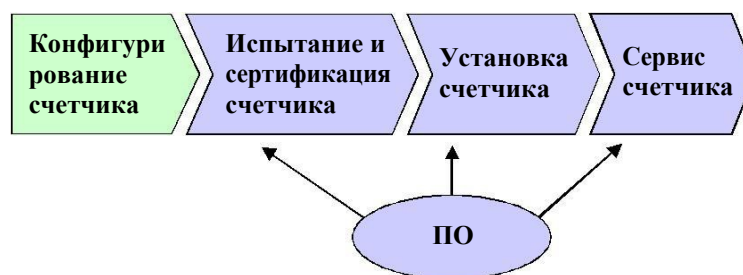 Конфигури
рование
счетчика
Испытание и
сертификация
счетчика
Установка
счетчика
Сервис
счетчика
ПО